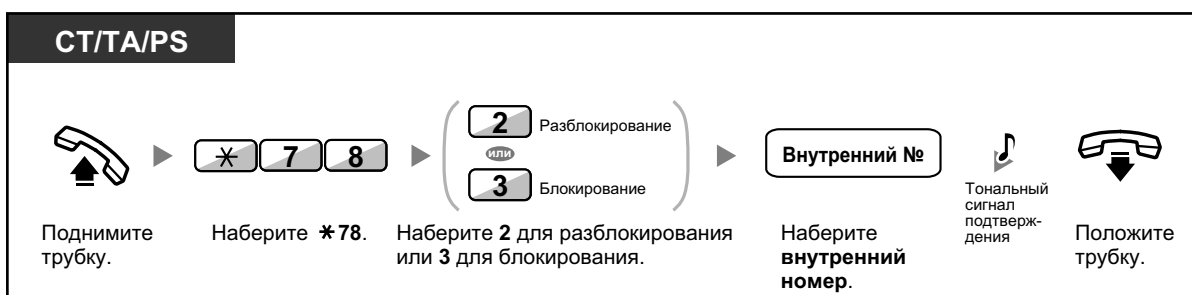 CT/TA/PS
2 Разблокирование
или
3 Блокирование
* 7 8
Внутренний №
Тональный
сигнал
подтверж-
дения
Поднимите
трубку.
Наберите *78.
Наберите 2 для разблокирования
или 3 для блокирования.
Наберите
внутренний
номер.
Положите
трубку.